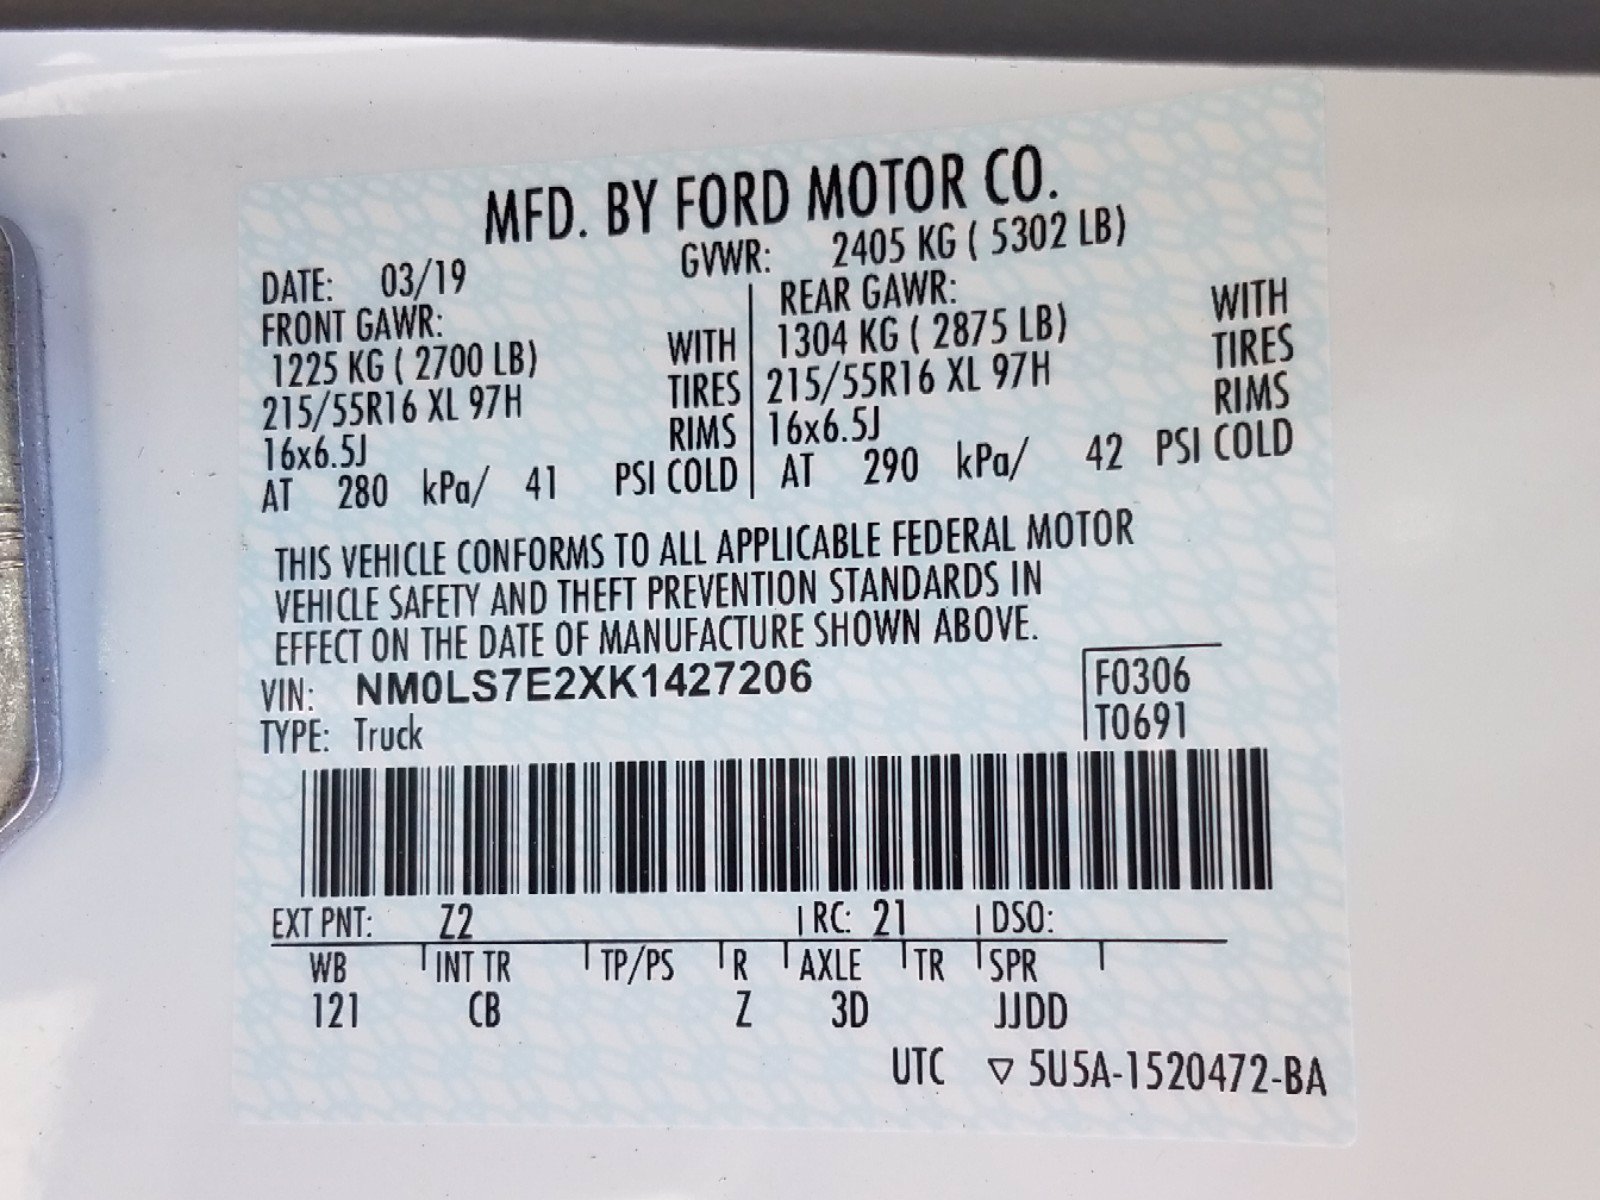 MFD. BY FORD MOTOR CO.
DATE: 03/19 GVWR: 2405 KG ( 5302 LB)
FRONT GAWR: REAR GAWR:
1225 KG ( 2700 LB) WITH 1304 KG ( 2875 LB) WITH
215/55R16 XL 97H TIRES 215/55R16 XL 97H TIRES
16x6.5J RIMS 16x6.5J RIMS
AT 280 kPa/ 41 PSI COLD AT 290 kPa/ 42 PSI COLD
THIS VEHICLE CONFORMS TO ALL APPLICABLE FEDERAL MOTOR
VEHICLE SAFETY AND THEFT PREVENTION STANDARDS IN
EFFECT ON THE DATE OF MANUFACTURE SHOWN ABOVE.
VIN: NM0LS7E2XK1427206 F0306
TYPE: Truck T0691
EXT PNT: Z2 RC: 21 DSO:
WB INT TR TP/PS R AXLE TR SPR
121 CB Z 3D JJDD
UTC ▽ 5U5A-1520472-BA